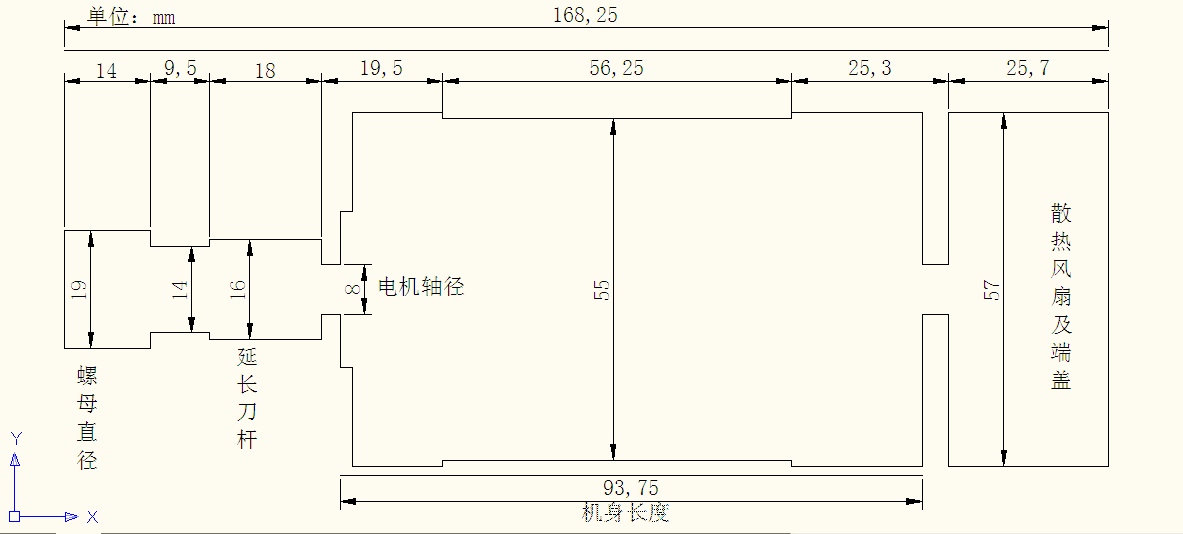 单位：mm
168,25
14
9,5
18
19,5
56,25
25,3
25,7
19
14
16
8
电机轴径
55
57
散热风扇及端盖
螺母直径
延长刀杆
93,75
机身长度
Y
X